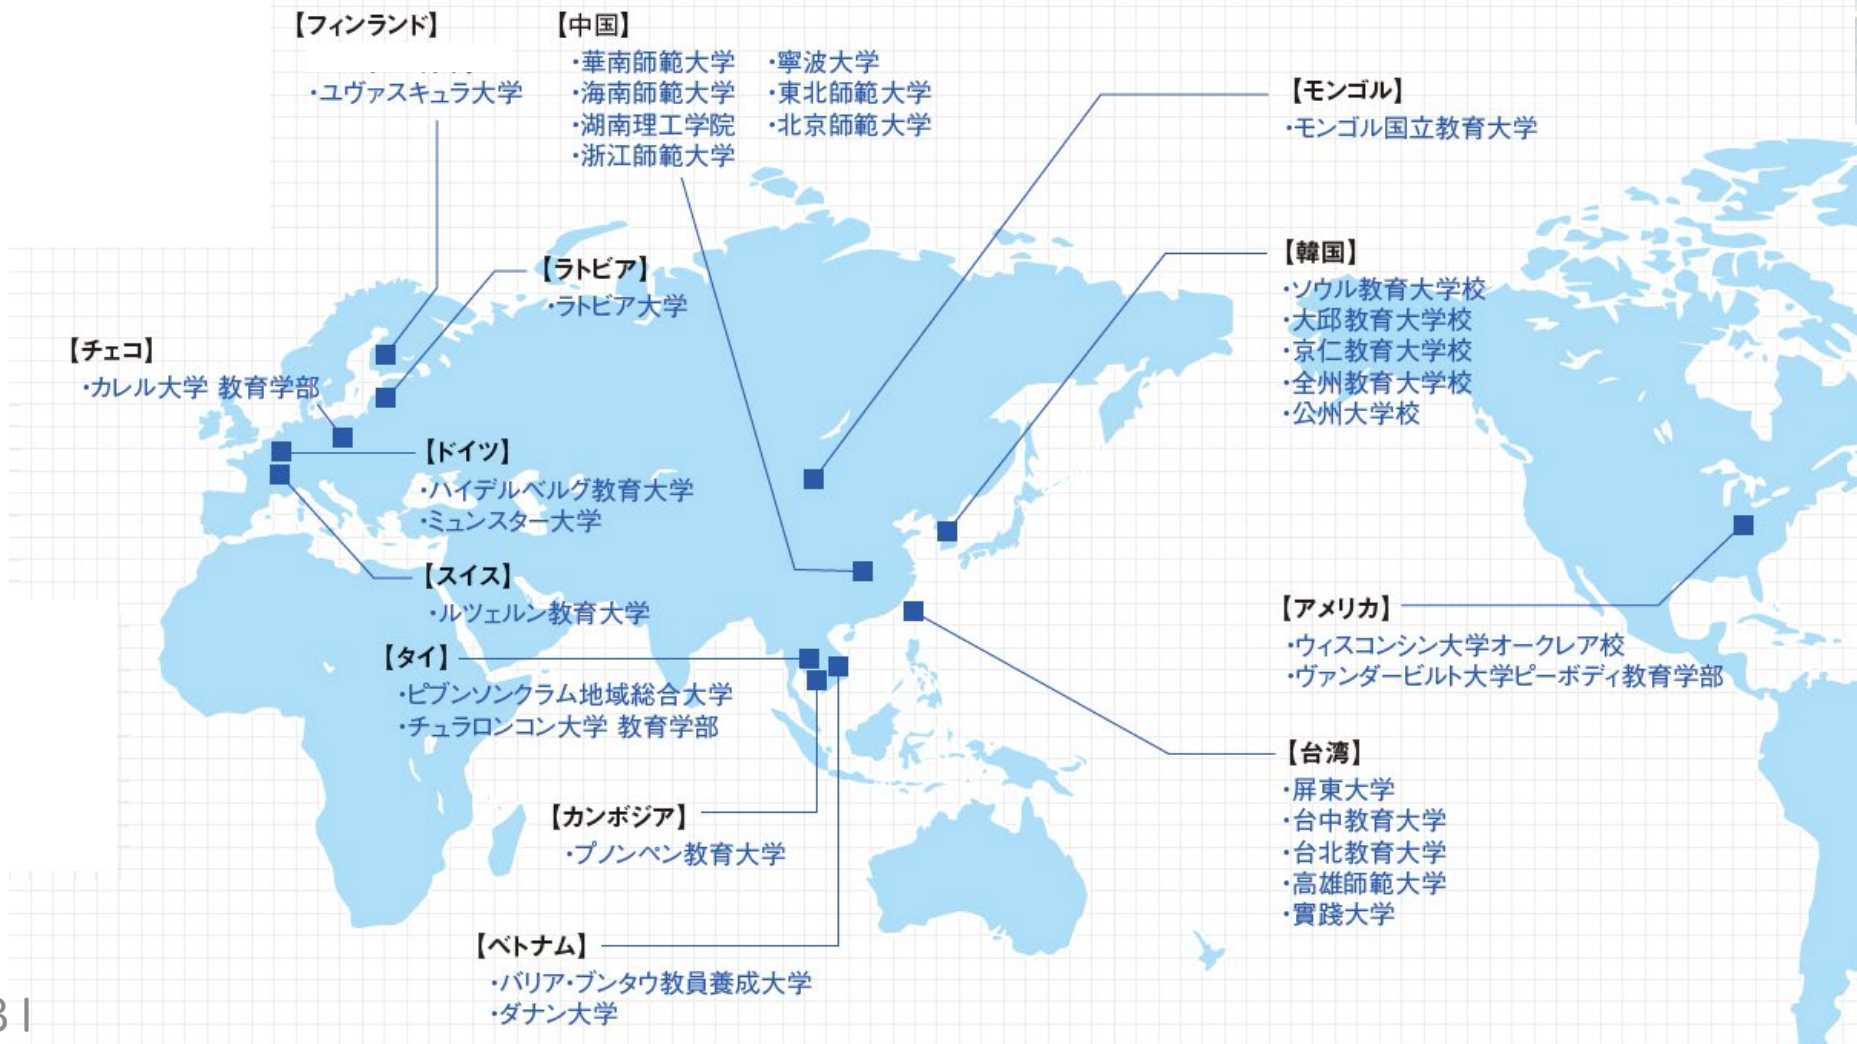 【フィンランド】
・ユヴァスキュラ大学
【中国】
・華南師範大学 ・寧波大学
・海南師範大学 ・東北師範大学
・湖南理工学院 ・北京師範大学
・浙江師範大学
【モンゴル】
・モンゴル国立教育大学
【ラトビア】
・ラトビア大学
【韓国】
・ソウル教育大学校
・大邱教育大学校
・京仁教育大学校
・全州教育大学校
・公州大学校
【チェコ】
・カレル大学 教育学部
【ドイツ】
・ハイデルベルグ教育大学
・ミュンスター大学
【スイス】
・ルツェルン教育大学
【タイ】
・ピブンソンクラム地域総合大学
・チュラロンコン大学 教育学部
【アメリカ】
・ウィスコンシン大学オークレア校
・ヴァンダービルト大学ピーボディ教育学部
【台湾】
・屏東大学
・台中教育大学
・台北教育大学
・高雄師範大学
・實踐大学
【カンボジア】
・プノンペン教育大学
【ベトナム】
・バリア・ブンタウ教員養成大学
・ダナン大学